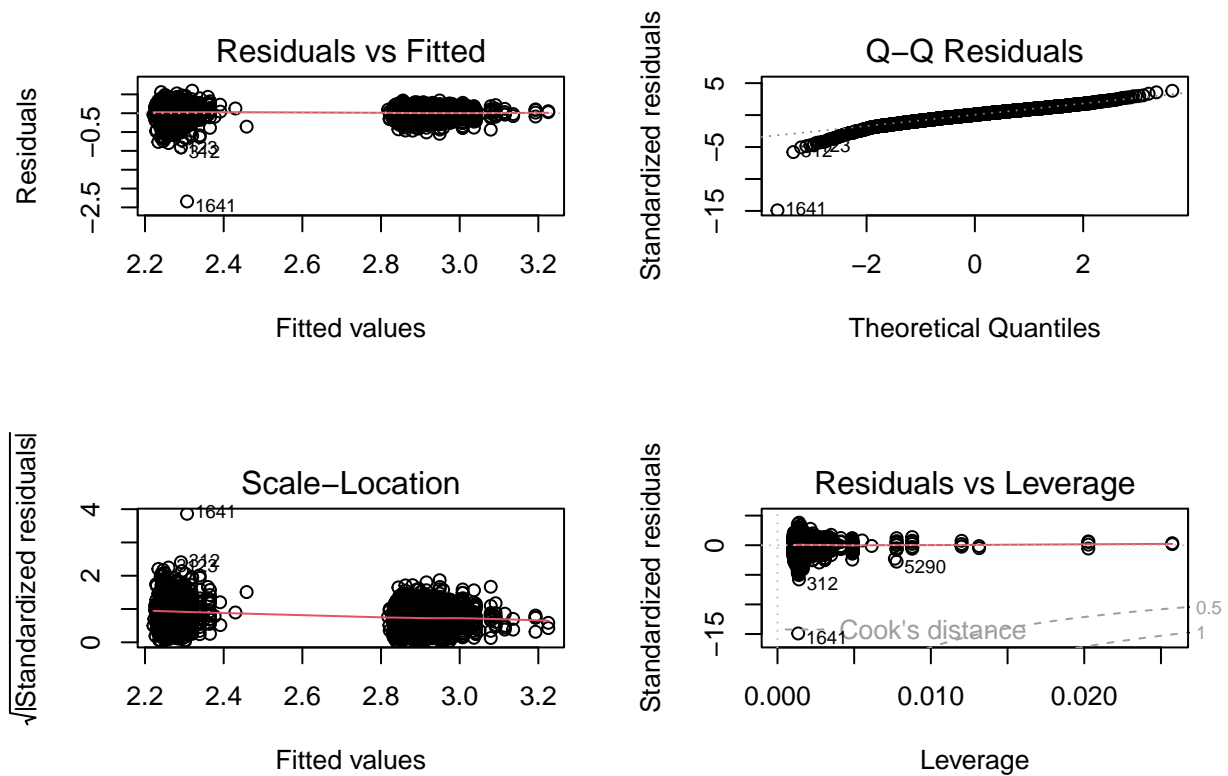 Residuals vs Fitted
Residuals
−0.5
−2.5
123
312
1641
2.2 2.4 2.6 2.8 3.0 3.2
Fitted values
Q−Q Residuals
Standardized residuals
5
−5
−15
312
123
1641
−2 0 2
Theoretical Quantiles
Scale−Location
√|Standardized residuals|
4
2
0
1641
312
123
2.2 2.4 2.6 2.8 3.0 3.2
Fitted values
Residuals vs Leverage
Standardized residuals
0
−15
5290
312
1641
Cook's distance
0.5
1
0.000 0.010 0.020
Leverage